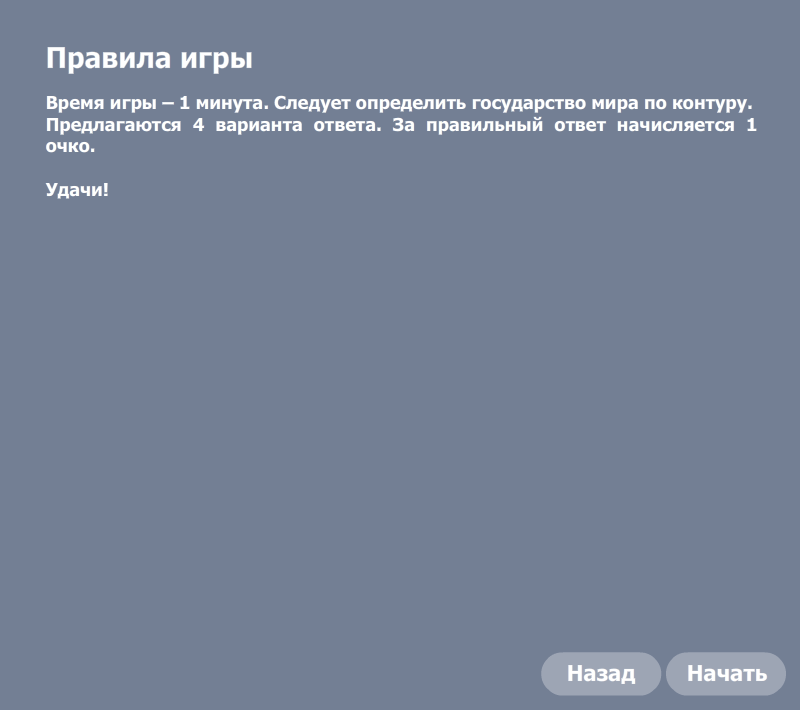 Правила игры
Время игры – 1 минута. Следует определить государство мира по контуру.
Предлагаются 4 варианта ответа. За правильный ответ начисляется 1
очко.
Удачи!
Назад
Начать